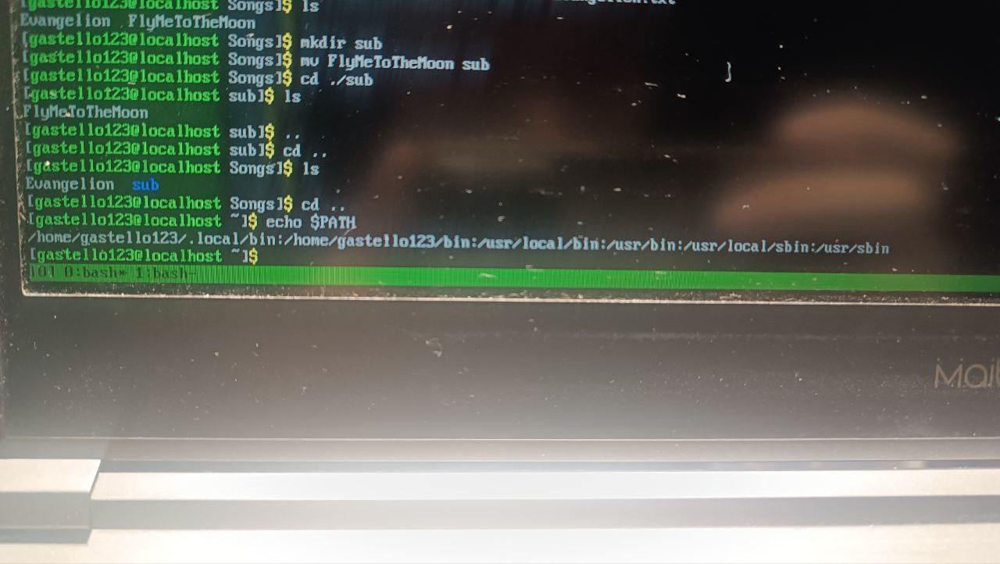 [gastello123@localhost Songs]$ ls
Evangelion FlyMeToTheMoon
[gastello123@localhost Songs]$ mkdir sub
[gastello123@localhost Songs]$ mv FlyMeToTheMoon sub
[gastello123@localhost Songs]$ cd ./sub
[gastello123@localhost sub]$ ls
FlyMeToTheMoon
[gastello123@localhost sub]$ ..
[gastello123@localhost sub]$ cd ..
[gastello123@localhost Songs]$ ls
Evangelion sub
[gastello123@localhost Songs]$ cd ..
[gastello123@localhost ~]$ echo $PATH
/home/gastello123/.local/bin:/home/gastello123/bin:/usr/local/bin:/usr/bin:/usr/local/sbin:/usr/sbin
[gastello123@localhost ~]$
[0] 0:bash* 1:bash-